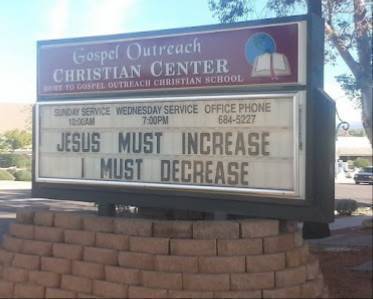 Gospel Outreach
CHRISTIAN CENTER
HOME TO GOSPEL OUTREACH CHRISTIAN SCHOOL
SUNDAY SERVICE WEDNESDAY SERVICE OFFICE PHONE
10:00AM 7:00PM 684-5227
JESUS MUST INCREASE
I MUST DECREASE